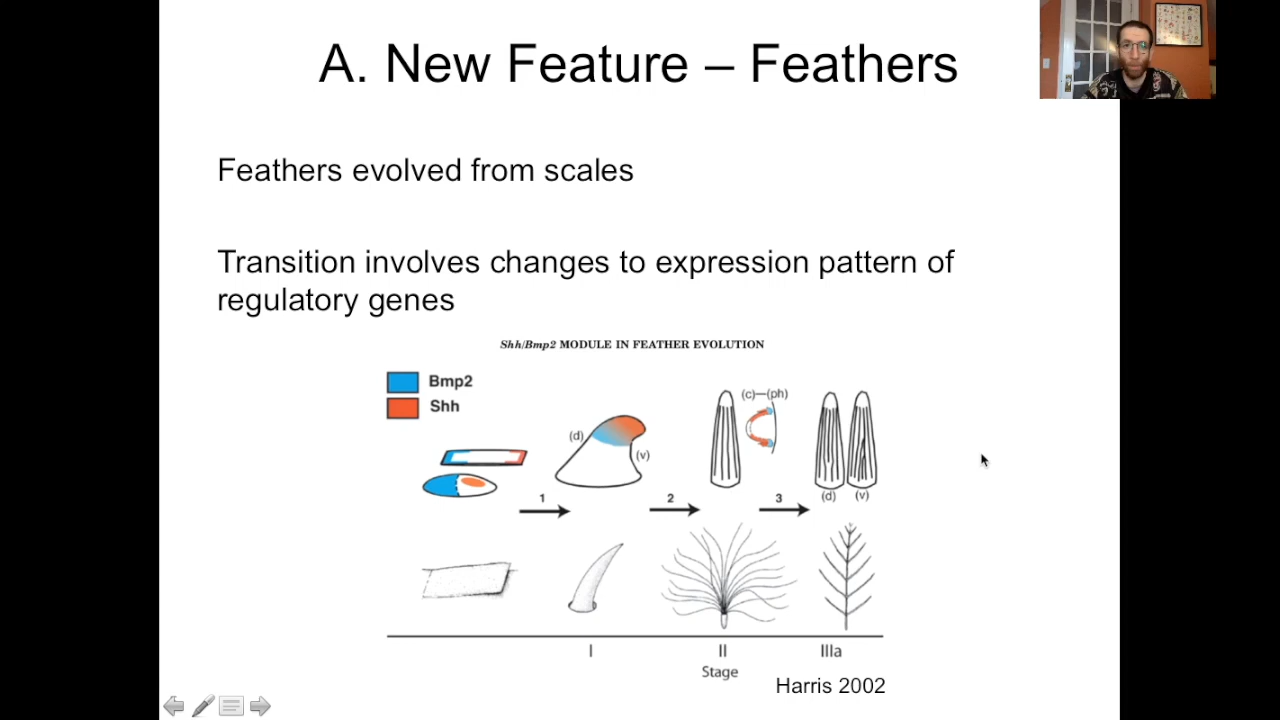 A. New Feature – Feathers
Feathers evolved from scales
Transition involves changes to expression pattern of
regulatory genes
Shh/Bmp2 MODULE IN FEATHER EVOLUTION
Bmp2
Shh
(d)
(v)
(c)—(ph)
(d) (v)
1 2 3
I II IIIa
Stage
Harris 2002